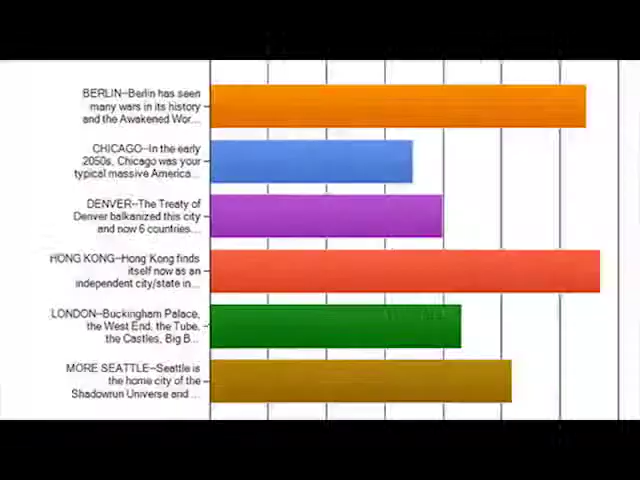 BERLIN--Berlin has seen
many wars in its history
and the Awakened Wor...
CHICAGO--In the early
2050s, Chicago was your
typical massive America...
DENVER--The Treaty of
Denver balkanized this city
and now 6 countries...
HONG KONG--Hong Kong finds
itself now as an
independent city/state in...
LONDON--Buckingham Palace,
the West End, the Tube,
the Castles, Big B...
MORE SEATTLE--Seattle is
the home city of the
Shadowrun Universe and ...